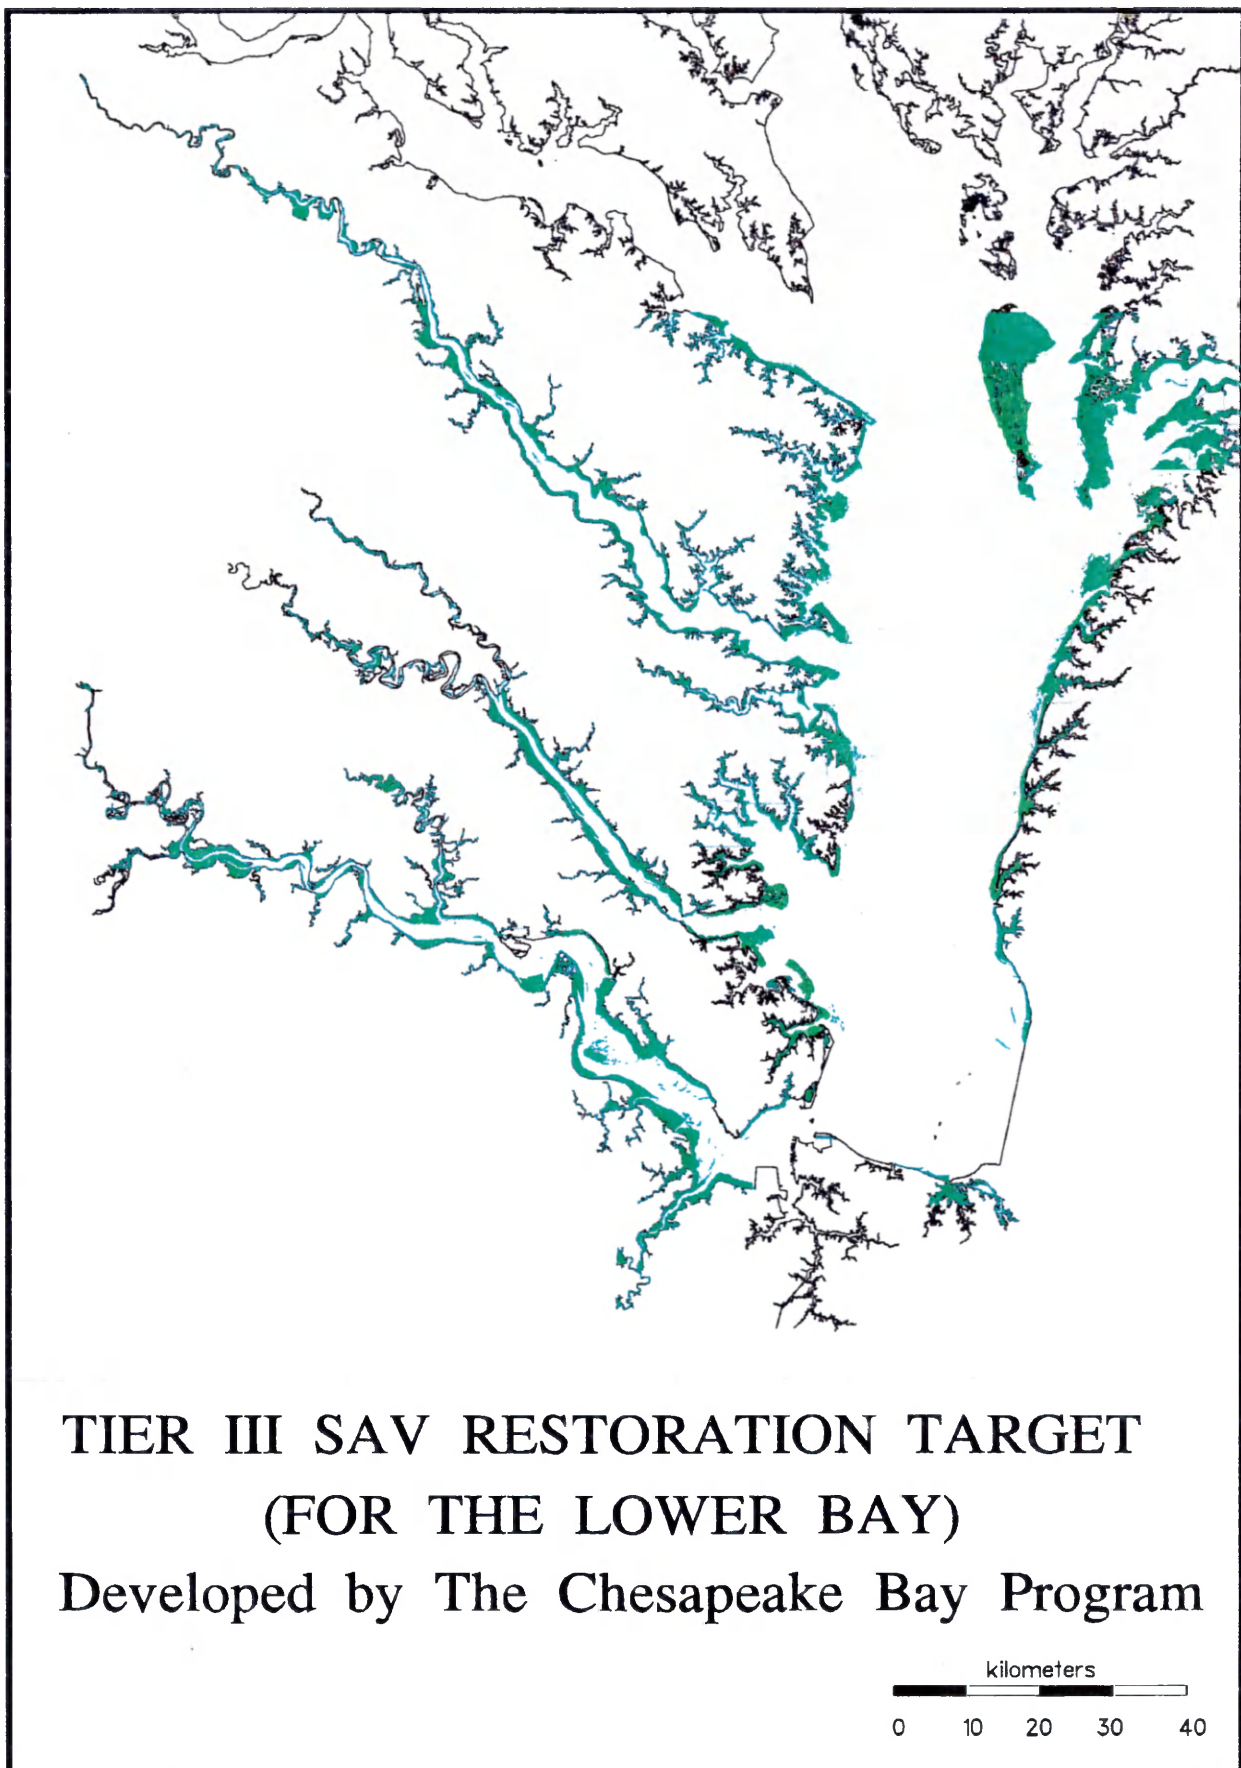 TIER III SAV RESTORATION TARGET
(FOR THE LOWER BAY)
Developed by The Chesapeake Bay Program
kilometers
0 10 20 30 40